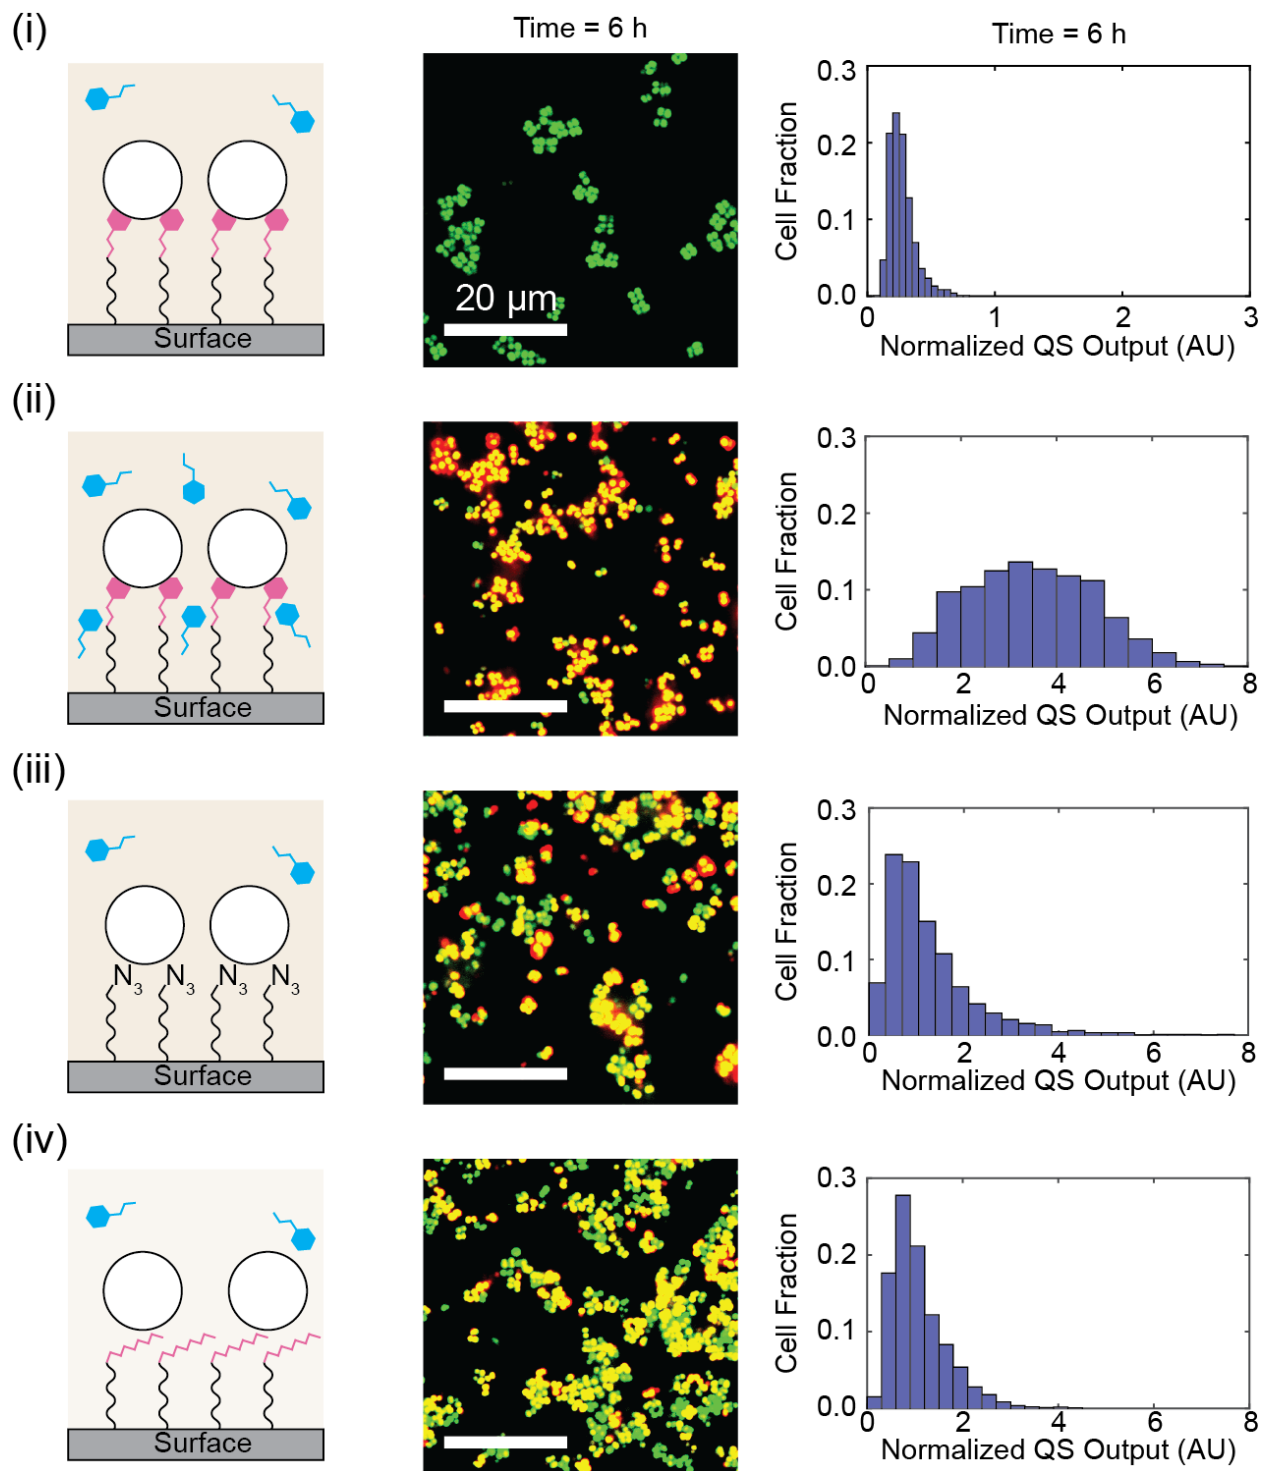 (i)
Time = 6 h
Time = 6 h
Surface
20 µm
0.3
0.2
0.1
0.0
Cell Fraction
0 1 2 3
Normalized QS Output (AU)
(ii)
Surface
0.3
0.2
0.1
0.0
Cell Fraction
0 2 4 6 8
Normalized QS Output (AU)
(iii)
N3 N3 N3 N3
Surface
0.3
0.2
0.1
0.0
Cell Fraction
0 2 4 6 8
Normalized QS Output (AU)
(iv)
Surface
0.3
0.2
0.1
0.0
Cell Fraction
0 2 4 6 8
Normalized QS Output (AU)